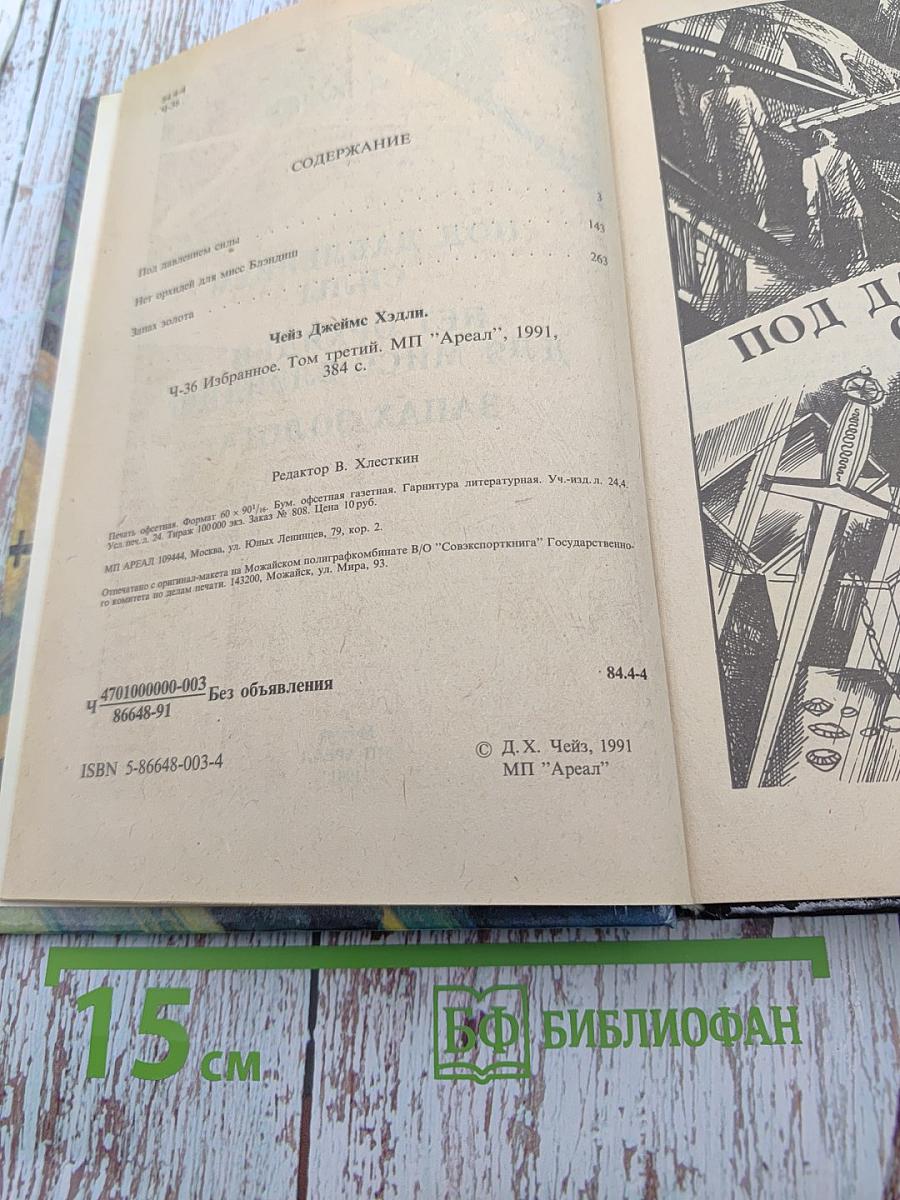 84.4-4
Ч-36
СОДЕРЖАНИЕ
Под давлением силы . . . . . . . . . . . . . . . . . . . 3
Нет орхидей для мисс Блэндиш . . . . . . . . . . . . . . . 143
Запах золота . . . . . . . . . . . . . . . . . . . . . . 263
Чейз Джеймс Хэдли.
Ч-36 Избранное. Том третий. МП "Ареал", 1991,
384 с.
Редактор В. Хлесткин
Печать офсетная. Формат 60 × 90¹/₁₆. Бум. офсетная газетная. Гарнитура литературная. Уч.-изд. л. 24,4.
Усл. печ. л. 24. Тираж 100 000 экз. Заказ № 808. Цена 10 руб.
МП АРЕАЛ 109444, Москва, ул. Юных Ленинцев, 79, кор. 2.
Отпечатано с оригинал-макета на Можайском полиграфкомбинате В/О "Совэкспорткнига" Государственно-
го комитета по делам печати. 143200, Можайск, ул. Мира, 93.
Ч 4701000000-003 Без объявления 84.4-4
86648-91
ISBN 5-86648-003-4
© Д. Х. Чейз, 1991
МП "Ареал"
ПОД
15 см
БФ БИБЛИОФАН